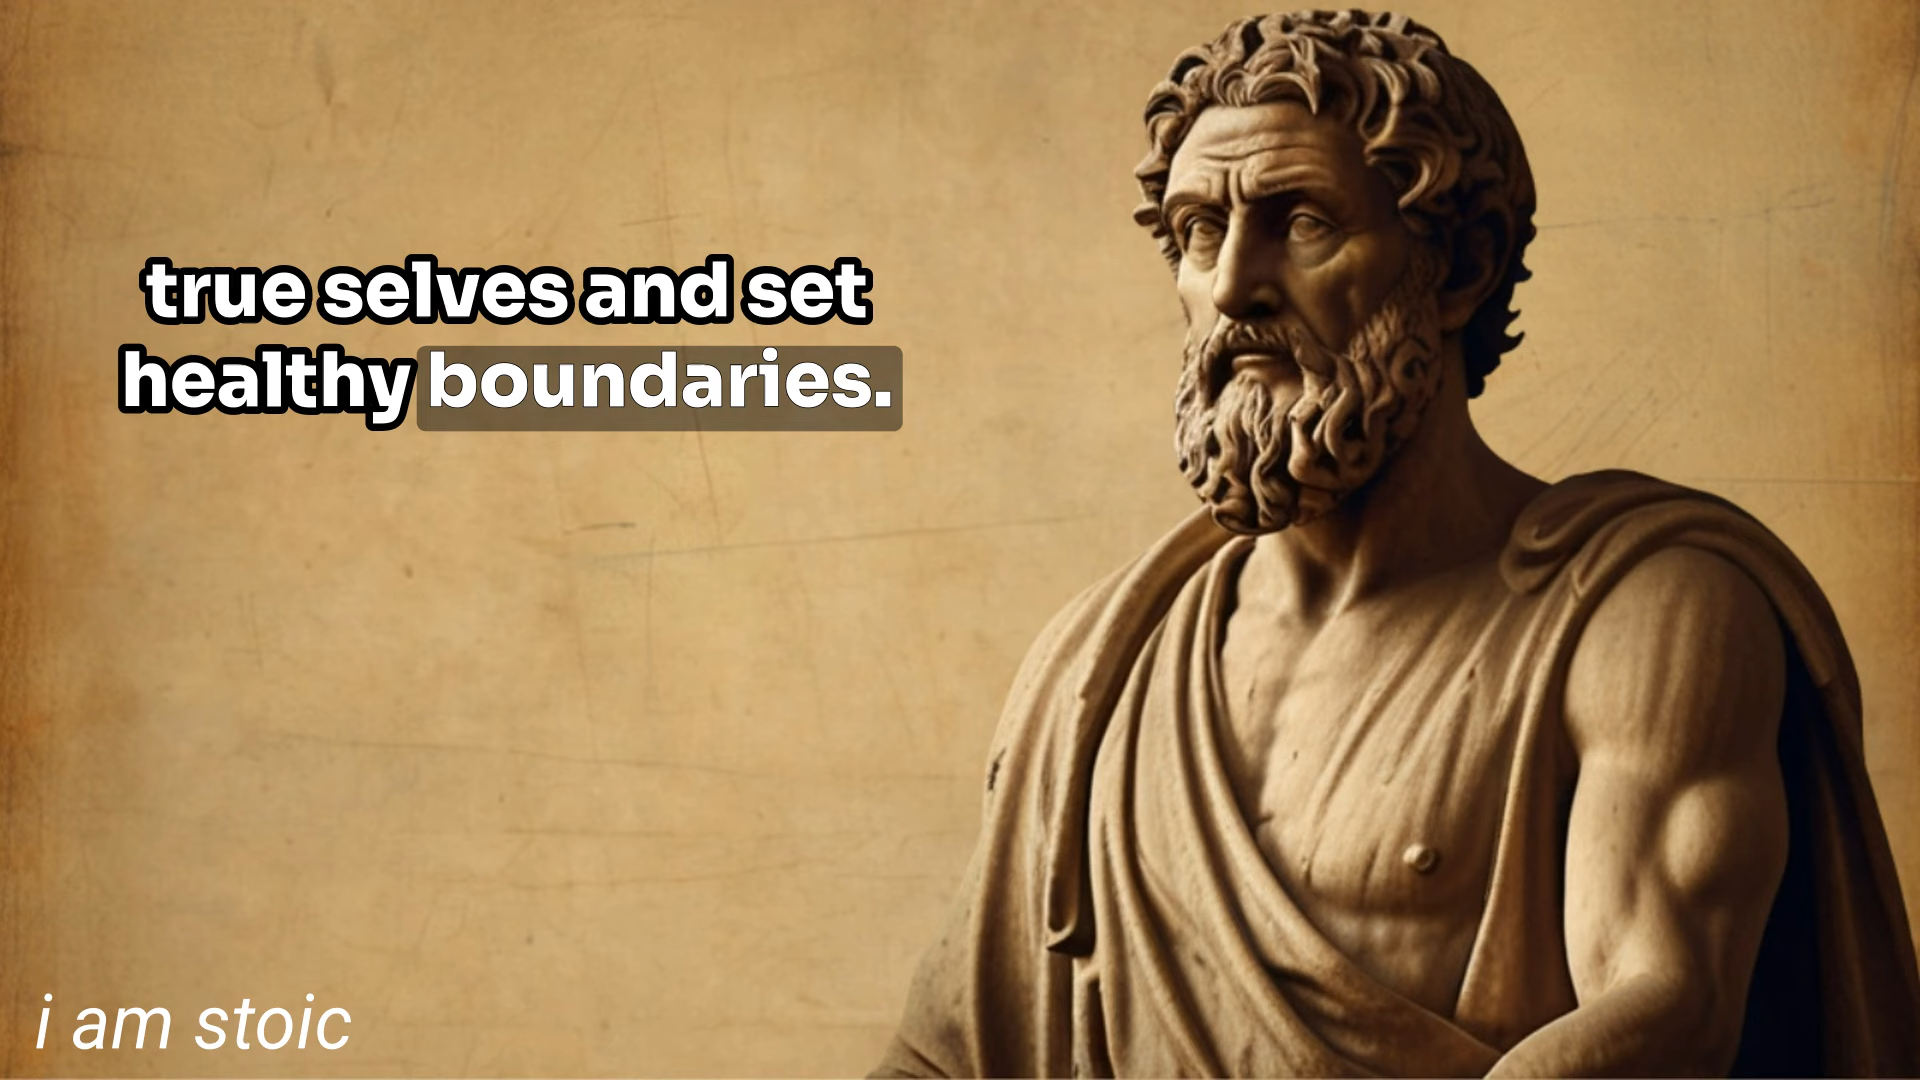 true selves and set
healthy boundaries.
i am stoic